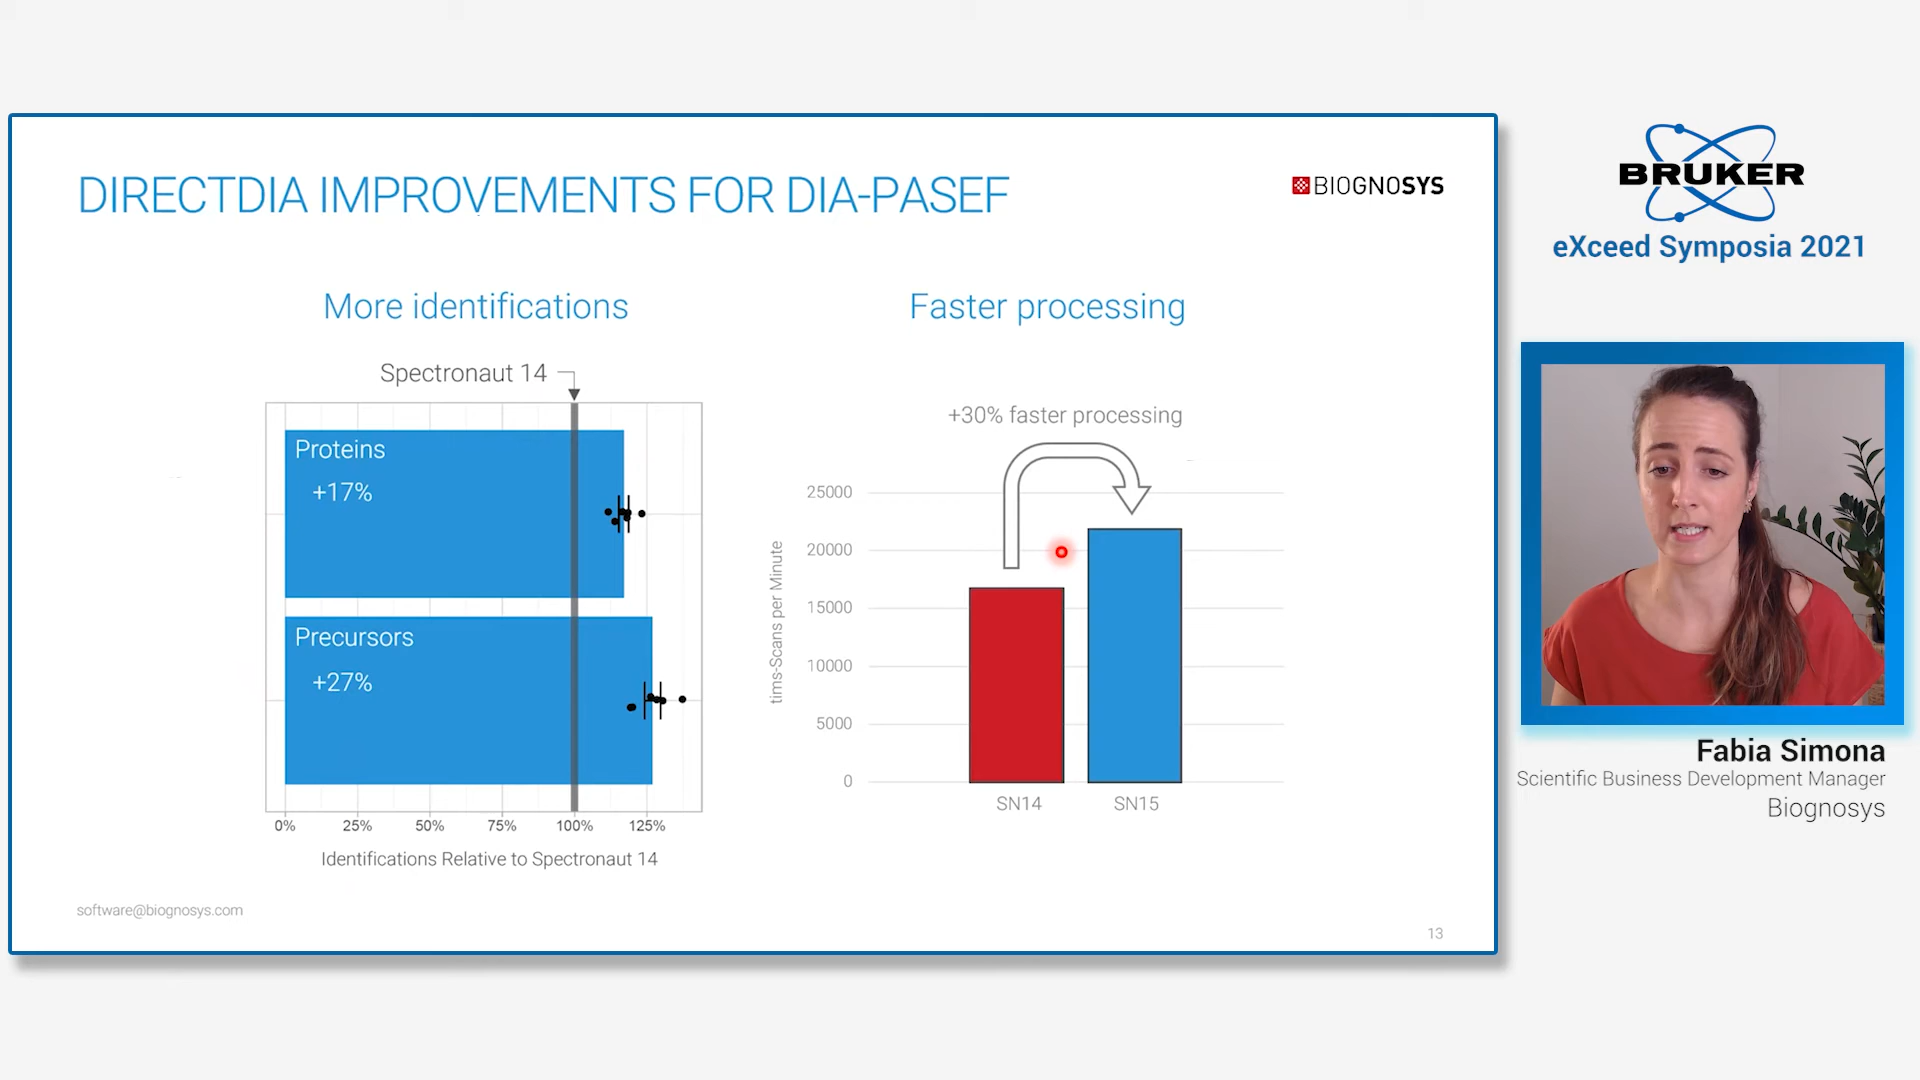 DIRECTDIA IMPROVEMENTS FOR DIA-PASEF
BIOGNOSYS
More identifications
Spectronaut 14
Proteins
+17%
Precursors
+27%
0% 25% 50% 75% 100% 125%
Identifications Relative to Spectronaut 14
Faster processing
+30% faster processing
tims-Scans per Minute
25000
20000
15000
10000
5000
0
SN14 SN15
software@biognosys.com
13
BRUKER
eXceed Symposia 2021
Fabia Simona
Scientific Business Development Manager
Biognosys